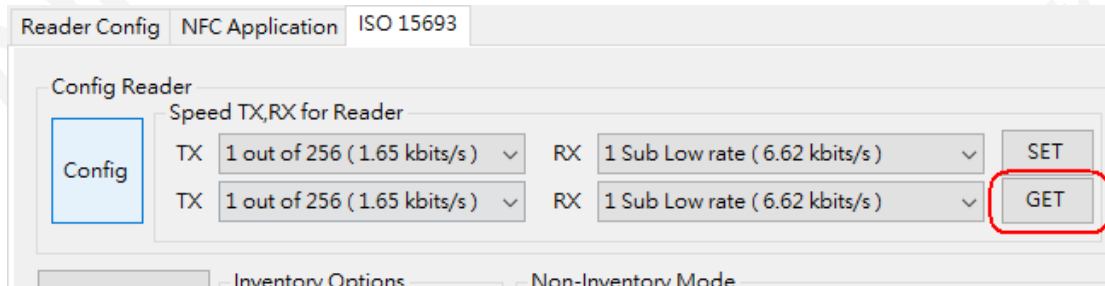 Reader Config NFC Application ISO 15693
Config Reader
Speed TX,RX for Reader
Config
TX 1 out of 256 ( 1.65 kbits/s ) RX 1 Sub Low rate ( 6.62 kbits/s ) SET
TX 1 out of 256 ( 1.65 kbits/s ) RX 1 Sub Low rate ( 6.62 kbits/s ) GET
Inventory Options Non-Inventory Mode